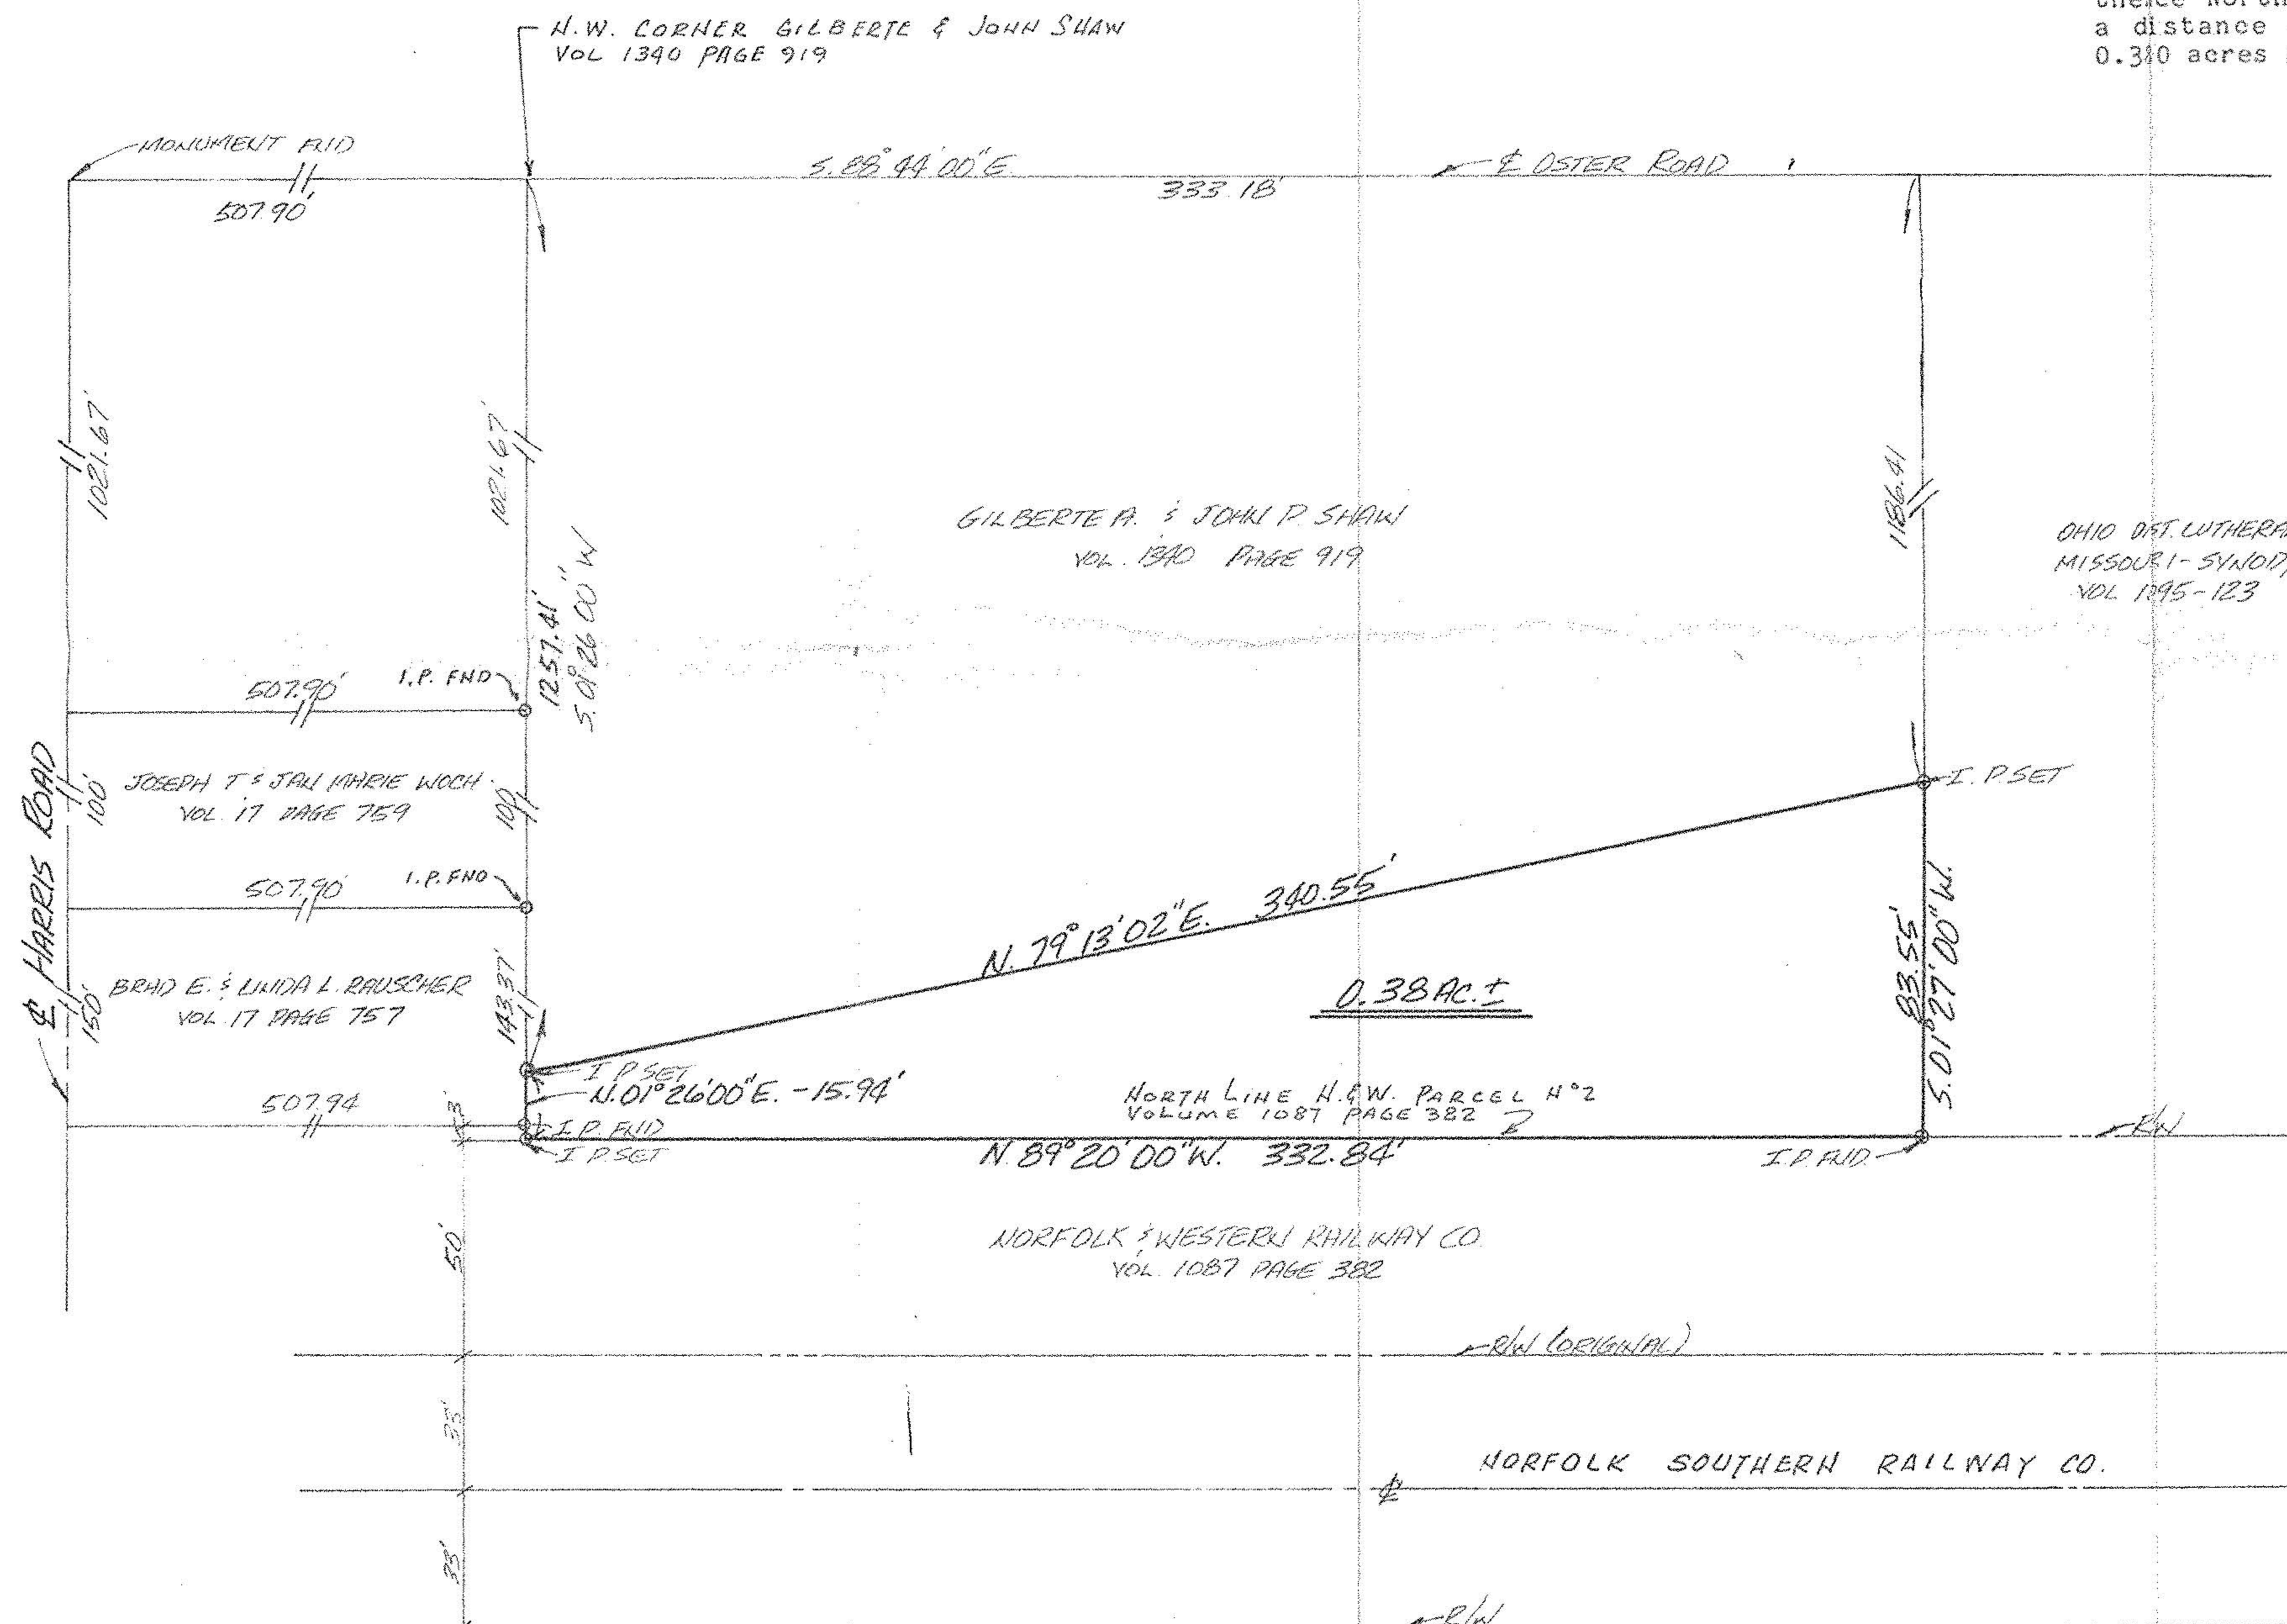 thence North
a distance
0.380 acres
N.W. CORNER GILBERTE & JOHN SHAW
VOL 1340 PAGE 919
MONUMENT FND
507.90'
S. 88° 44' 00" E.
333.18'
℄ OSTER ROAD
1021.67'
1021.67'
1186.41
GILBERTE A. & JOHN P. SHAW
VOL. 1340 PAGE 919
OHIO DIST. LUTHERA
MISSOURI-SYNOD,
VOL 1095-123
1257.41'
S. 01° 26' 00" W
507.90'
I.P. FND
℄ HARRIS ROAD
100'
JOSEPH T & JAN MARIE WOCH
VOL. 17 PAGE 759
100'
I. P. SET
507.90'
I.P. FND
N. 79° 13' 02" E. 340.55'
0.38 AC. ±
83.55'
S. 01° 27' 00" W.
150'
BRAD E. & LINDA L. RAUSCHER
VOL. 17 PAGE 757
143.37'
I P SET
N. 01° 26' 00" E. - 15.94'
507.94
I. P. FND
I P SET
NORTH LINE N.&W. PARCEL N° 2
VOLUME 1087 PAGE 382
N. 89° 20' 00" W. 332.84'
I.P. FND.
R/W
50'
NORFOLK & WESTERN RAILWAY CO.
VOL. 1087 PAGE 382
R/W (ORIGINAL)
33'
NORFOLK SOUTHERN RAILWAY CO.
℄
33'
R/W